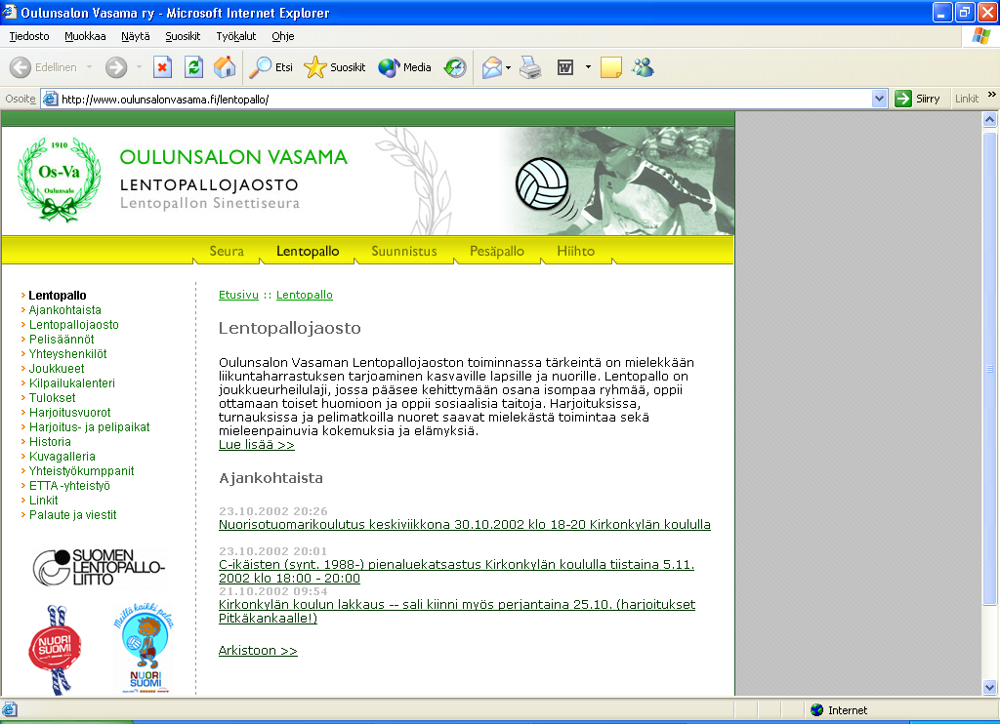 Oulunsalon Vasama ry - Microsoft Internet Explorer
Tiedosto Muokkaa Näytä Suosikit Työkalut Ohje
Edellinen Etsi Suosikit Media
Osoite http://www.oulunsalonvasama.fi/lentopallo/ Siirry Linkit »
1910
Os-Va
Oulunsalo
OULUNSALON VASAMA
LENTOPALLOJAOSTO
Lentopallon Sinettiseura
Seura Lentopallo Suunnistus Pesäpallo Hiihto
Lentopallo
Ajankohtaista
Lentopallojaosto
Pelisäännöt
Yhteyshenkilöt
Joukkueet
Kilpailukalenteri
Tulokset
Harjoitusvuorot
Harjoitus- ja pelipaikat
Historia
Kuvagalleria
Yhteistyökumppanit
ETTA -yhteistyö
Linkit
Palaute ja viestit
SUOMEN
LENTOPALLO-
LIITTO
NUORI
SUOMI
Meillä kaikki pelaa
NUORI
SUOMI
Etusivu :: Lentopallo
Lentopallojaosto
Oulunsalon Vasaman Lentopallojaoston toiminnassa tärkeintä on mielekkään
liikuntaharrastuksen tarjoaminen kasvaville lapsille ja nuorille. Lentopallo on
joukkueurheilulaji, jossa pääsee kehittymään osana isompaa ryhmää, oppii
ottamaan toiset huomioon ja oppii sosiaalisia taitoja. Harjoituksissa,
turnauksissa ja pelimatkoilla nuoret saavat mielekästä toimintaa sekä
mieleenpainuvia kokemuksia ja elämyksiä.
Lue lisää >>
Ajankohtaista
23.10.2002 20:26
Nuorisotuomarikoulutus keskiviikkona 30.10.2002 klo 18-20 Kirkonkylän koululla
23.10.2002 20:01
C-ikäisten (synt. 1988-) pienaluekatsastus Kirkonkylän koululla tiistaina 5.11.
2002 klo 18:00 - 20:00
21.10.2002 09:54
Kirkonkylän koulun lakkaus -- sali kiinni myös perjantaina 25.10. (harjoitukset
Pitkäkankaalle!)
Arkistoon >>
Internet